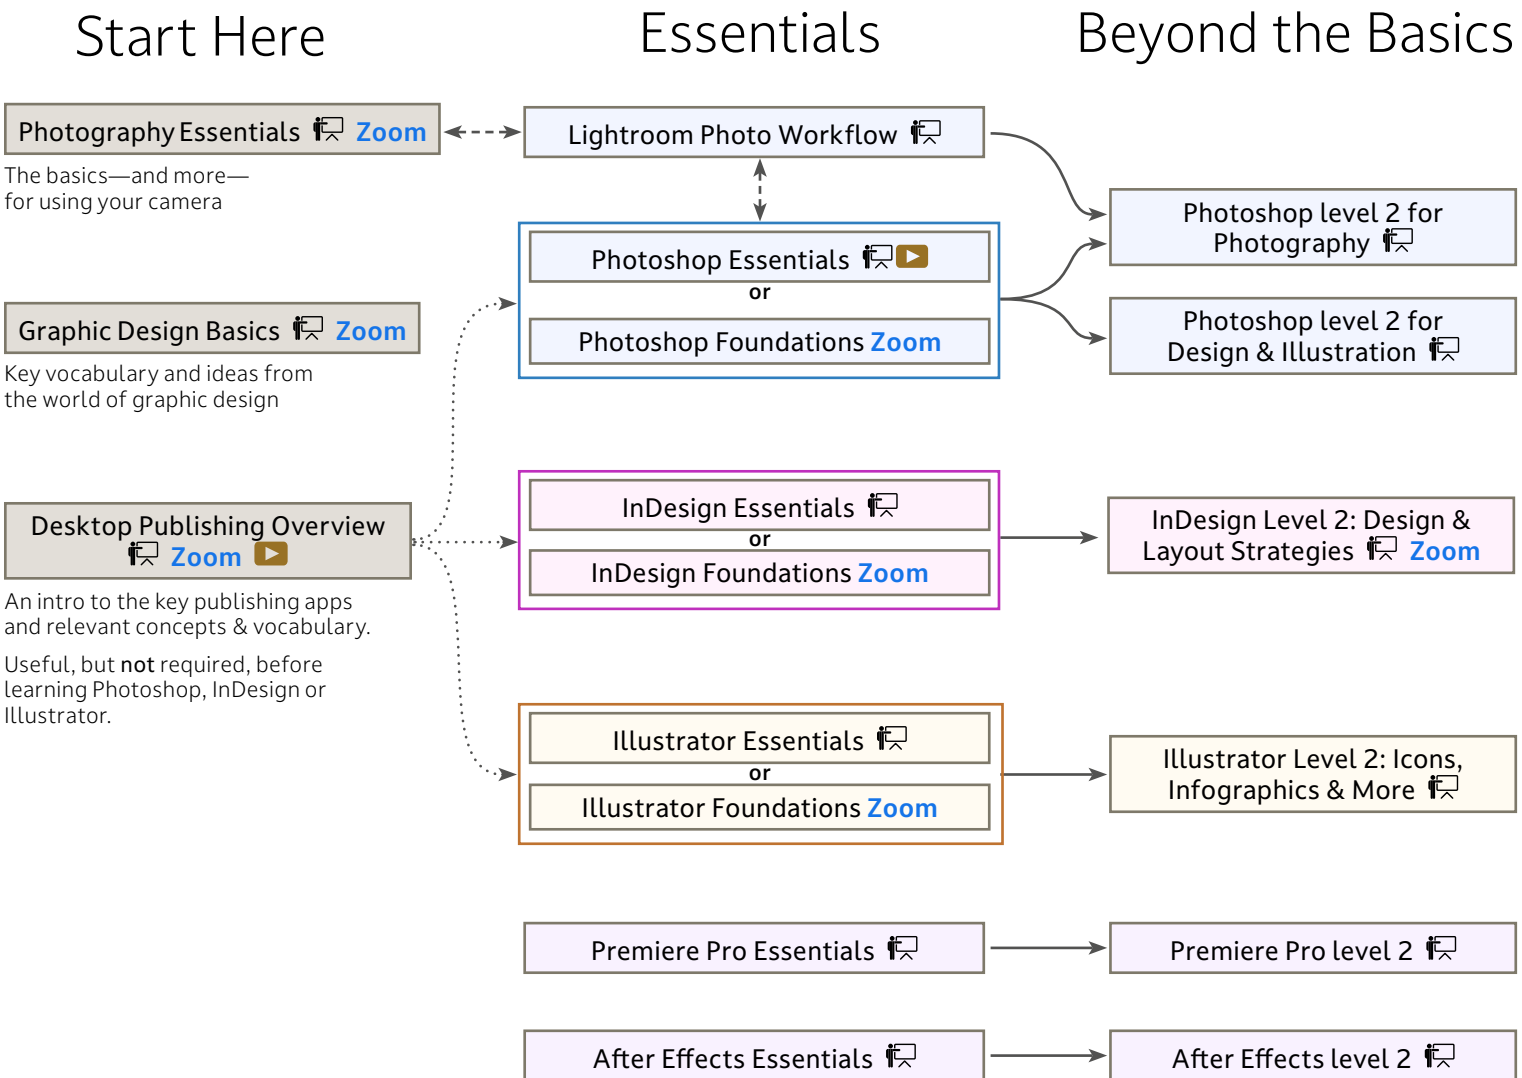 Start Here
Essentials
Beyond the Basics
Photography Essentials Zoom
The basics—and more—
for using your camera
Graphic Design Basics Zoom
Key vocabulary and ideas from
the world of graphic design
Desktop Publishing Overview
Zoom
An intro to the key publishing apps
and relevant concepts & vocabulary.
Useful, but not required, before
learning Photoshop, InDesign or
Illustrator.
Lightroom Photo Workflow
Photoshop Essentials
or
Photoshop Foundations Zoom
InDesign Essentials
or
InDesign Foundations Zoom
Illustrator Essentials
or
Illustrator Foundations Zoom
Premiere Pro Essentials
After Effects Essentials
Photoshop level 2 for
Photography
Photoshop level 2 for
Design & Illustration
InDesign Level 2: Design &
Layout Strategies Zoom
Illustrator Level 2: Icons,
Infographics & More
Premiere Pro level 2
After Effects level 2